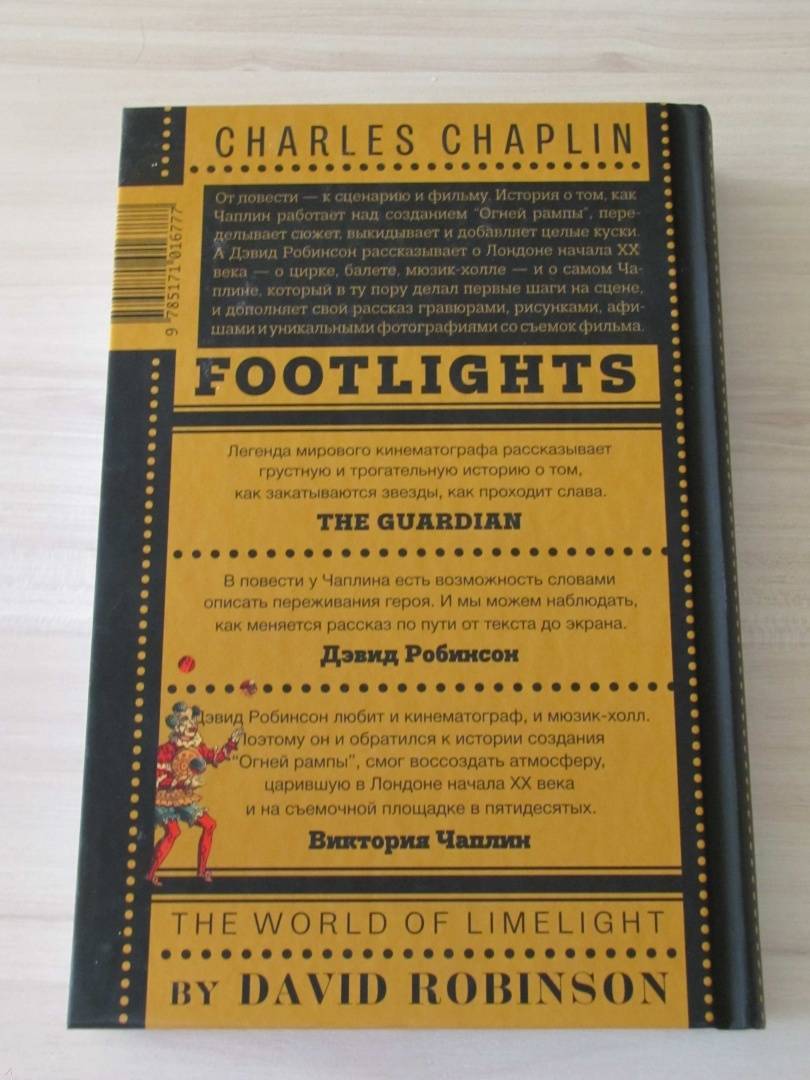 CHARLES CHAPLIN
От повести — к сценарию и фильму. История о том, как
Чаплин работает над созданием "Огней рампы", пере-
делывает сюжет, выкидывает и добавляет целые куски.
А Дэвид Робинсон рассказывает о Лондоне начала XX
века — о цирке, балете, мюзик-холле — и о самом Ча-
плине, который в ту пору делал первые шаги на сцене,
и дополняет свой рассказ гравюрами, рисунками, афи-
шами и уникальными фотографиями со съемок фильма.
9 785171 016777
FOOTLIGHTS
Легенда мирового кинематографа рассказывает
грустную и трогательную историю о том,
как закатываются звезды, как проходит слава.
THE GUARDIAN
В повести у Чаплина есть возможность словами
описать переживания героя. И мы можем наблюдать,
как меняется рассказ по пути от текста до экрана.
Дэвид Робинсон
Дэвид Робинсон любит и кинематограф, и мюзик-холл.
Поэтому он и обратился к истории создания
"Огней рампы", смог воссоздать атмосферу,
царившую в Лондоне начала XX века
и на съемочной площадке в пятидесятых.
Виктория Чаплин
THE WORLD OF LIMELIGHT
BY DAVID ROBINSON